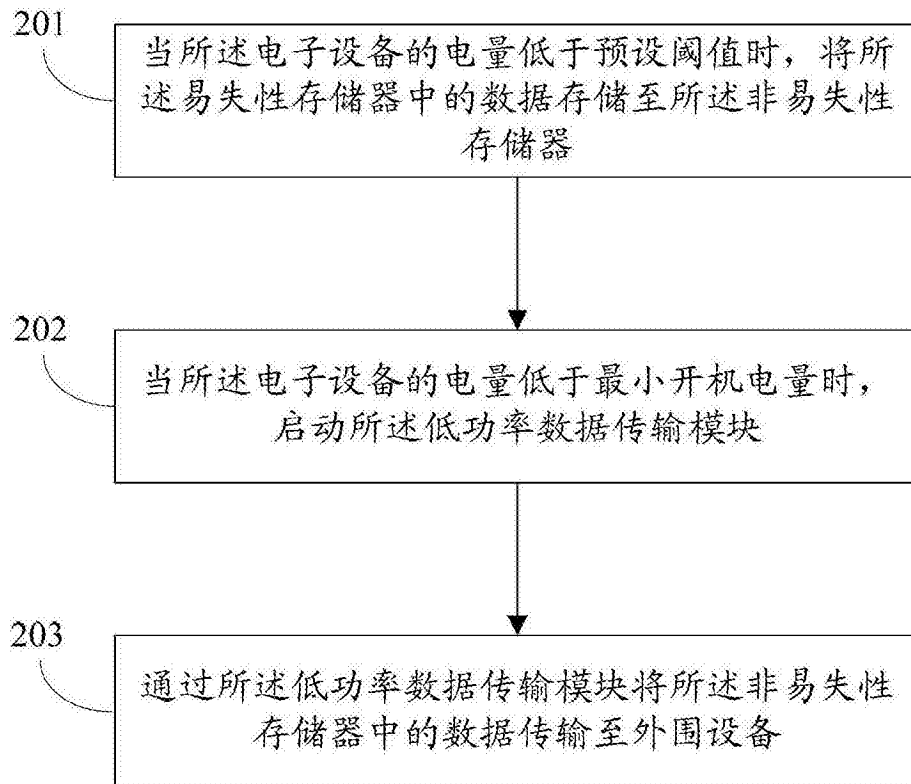 201
当所述电子设备的电量低于预设阈值时，将所
述易失性存储器中的数据存储至所述非易失性
存储器
202
当所述电子设备的电量低于最小开机电量时，
启动所述低功率数据传输模块
203
通过所述低功率数据传输模块将所述非易失性
存储器中的数据传输至外围设备